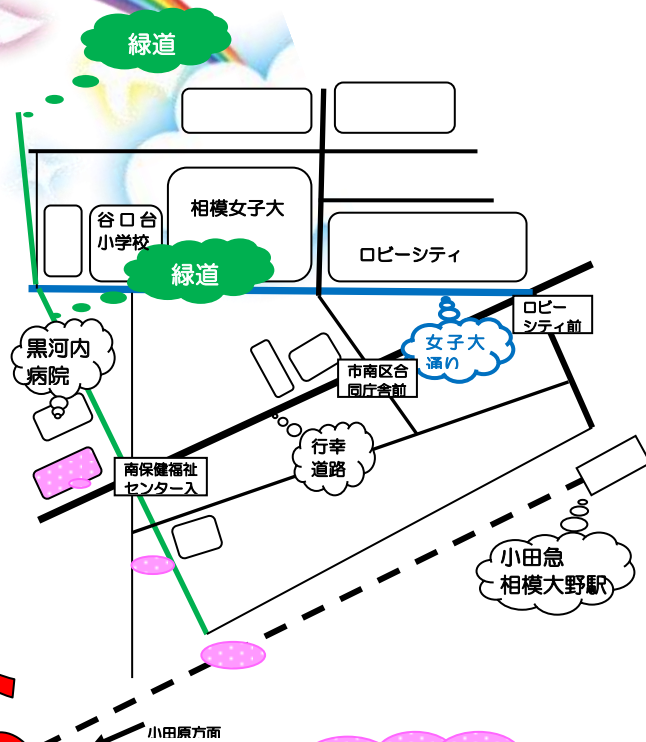 緑道
相模女子大
谷口台
小学校
ロビーシティ
緑道
ロビー
シティ前
女子大
通り
黒河内
病院
市南区合
同庁舎前
行幸
道路
南保健福祉
センター入
小田急
相模大野駅
小田原方面